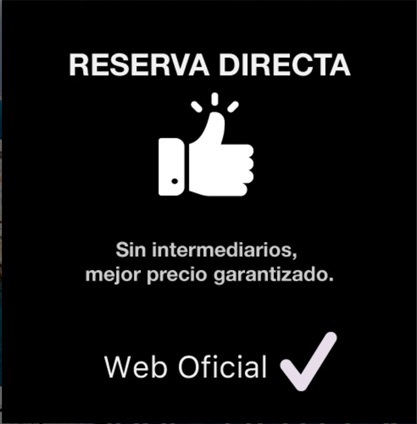 RESERVA DIRECTA
Sin intermediarios,
mejor precio garantizado.
Web Oficial